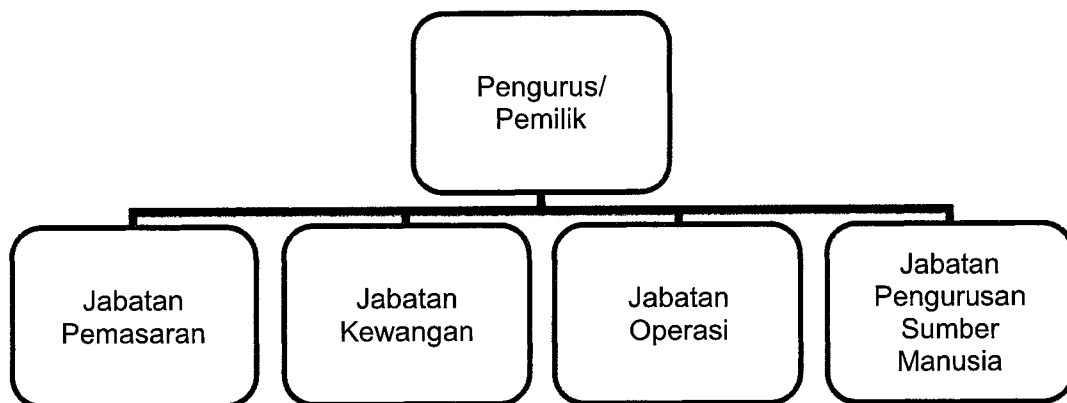 Pengurus/
Pemilik
Jabatan
Pemasaran
Jabatan
Kewangan
Jabatan
Operasi
Jabatan
Pengurusan
Sumber
Manusia